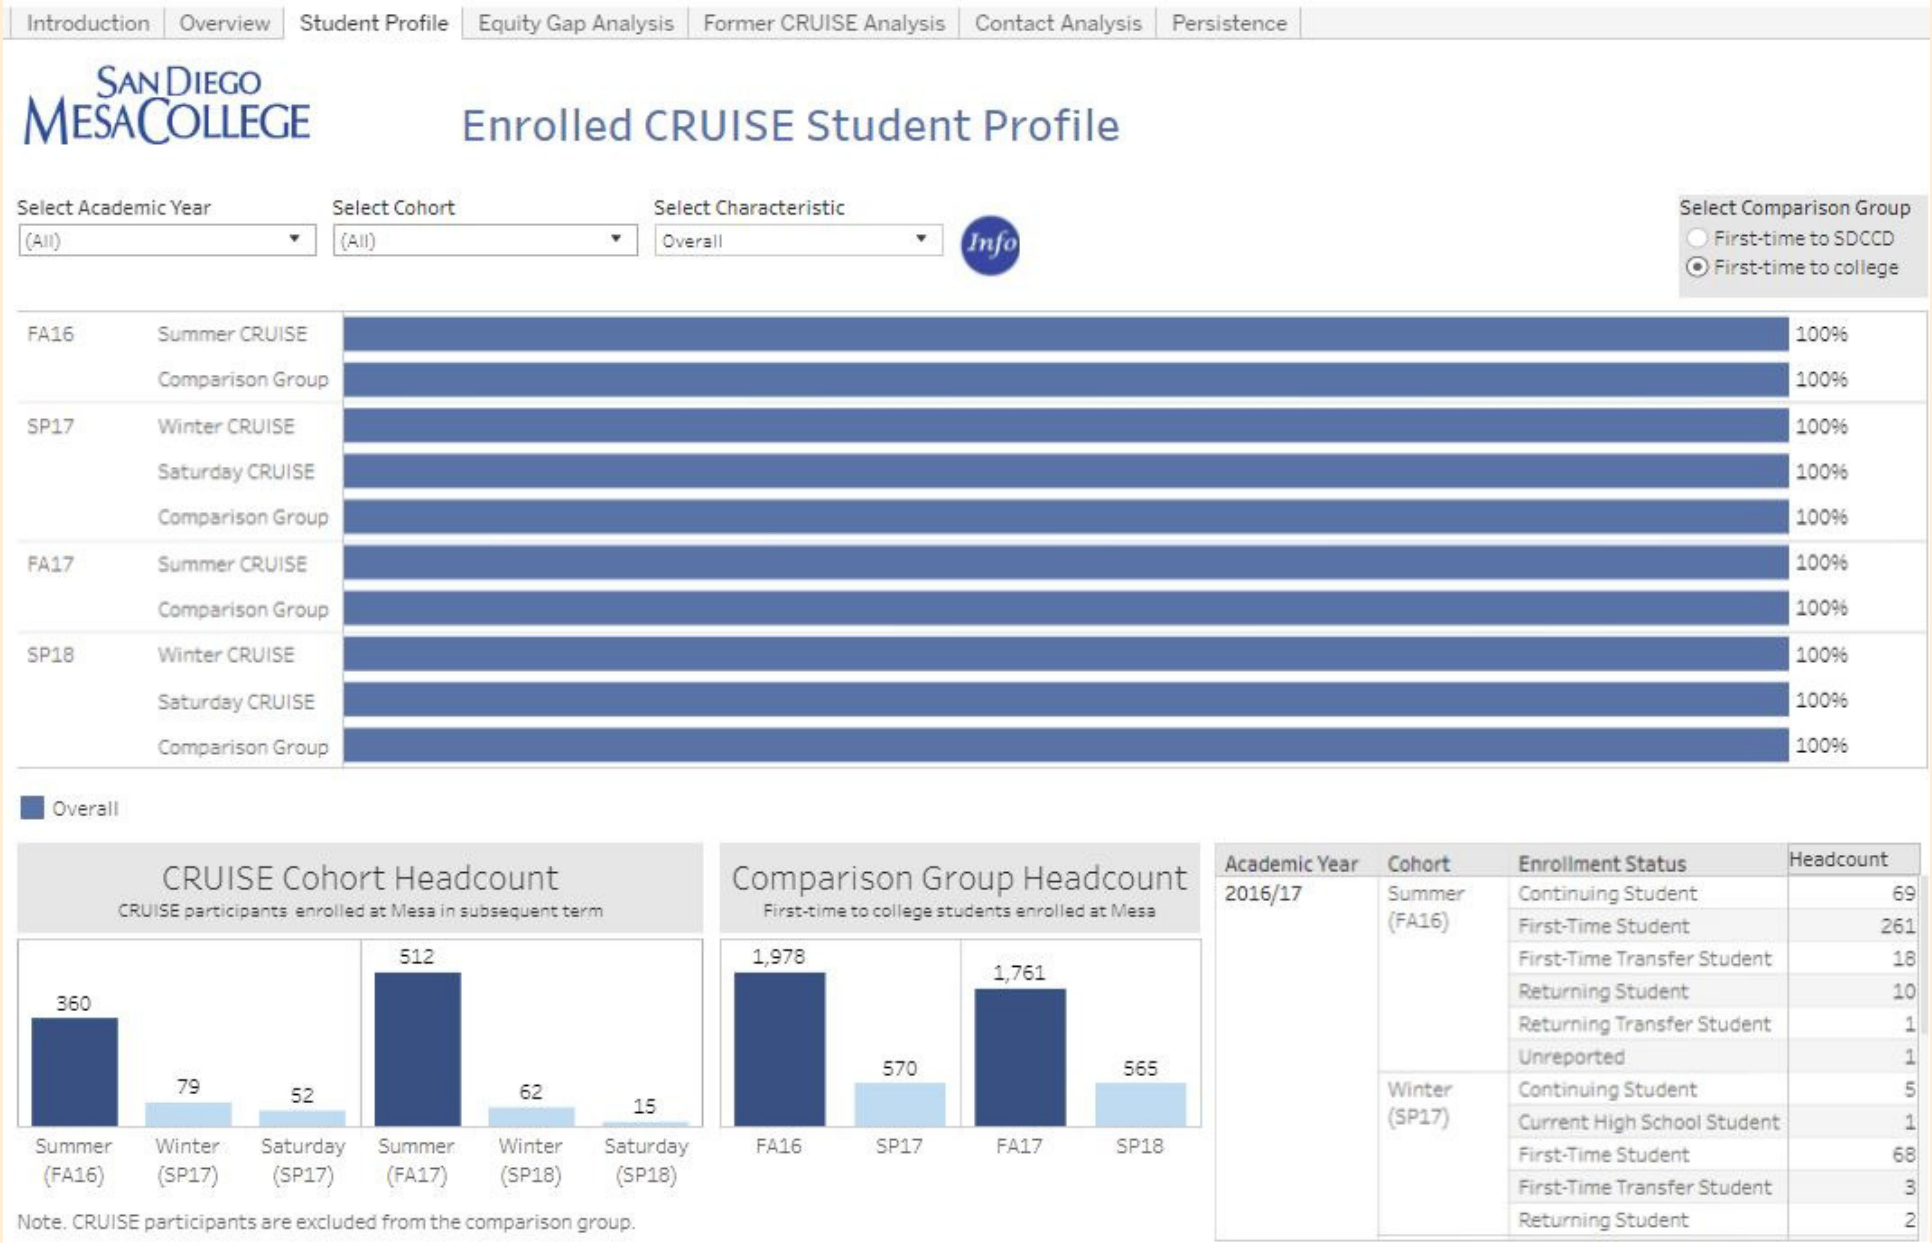 Introduction Overview Student Profile Equity Gap Analysis Former CRUISE Analysis Contact Analysis Persistence
SAN DIEGO
MESA COLLEGE
Enrolled CRUISE Student Profile
Select Academic Year Select Cohort Select Characteristic
(All) (All) Overall
Info
Select Comparison Group
First-time to SDCCD
First-time to college
FA16 Summer CRUISE 100%
Comparison Group 100%
SP17 Winter CRUISE 100%
Saturday CRUISE 100%
Comparison Group 100%
FA17 Summer CRUISE 100%
Comparison Group 100%
SP18 Winter CRUISE 100%
Saturday CRUISE 100%
Comparison Group 100%
Overall
CRUISE Cohort Headcount
CRUISE participants enrolled at Mesa in subsequent term
360 79 52 512 62 15
Summer Winter Saturday Summer Winter Saturday
(FA16) (SP17) (SP17) (FA17) (SP18) (SP18)
Comparison Group Headcount
First-time to college students enrolled at Mesa
1,978 570 1,761 565
FA16 SP17 FA17 SP18
Academic Year Cohort Enrollment Status Headcount
2016/17 Summer Continuing Student 69
(FA16) First-Time Student 261
First-Time Transfer Student 18
Returning Student 10
Returning Transfer Student 1
Unreported 1
Winter Continuing Student 5
(SP17) Current High School Student 1
First-Time Student 68
First-Time Transfer Student 3
Returning Student 2
Note. CRUISE participants are excluded from the comparison group.